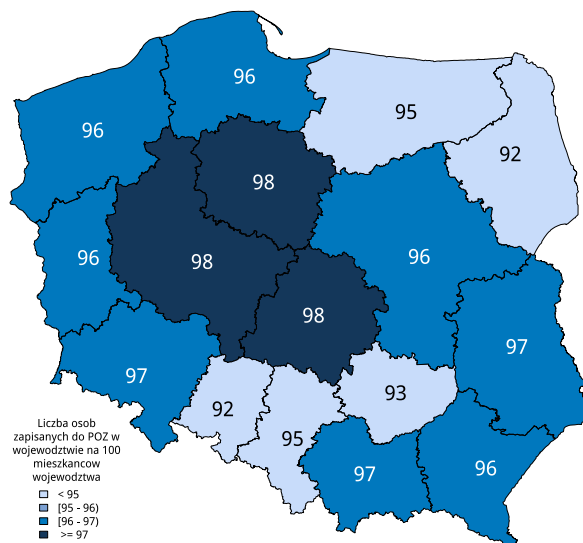 96
95
96
92
98
96
98
96
98
97
97
93
92
95
97
96
Liczba osob
zapisanych do POZ w
wojewodztwie na 100
mieszkancow
wojewodztwa
< 95
[95 - 96)
[96 - 97)
>= 97